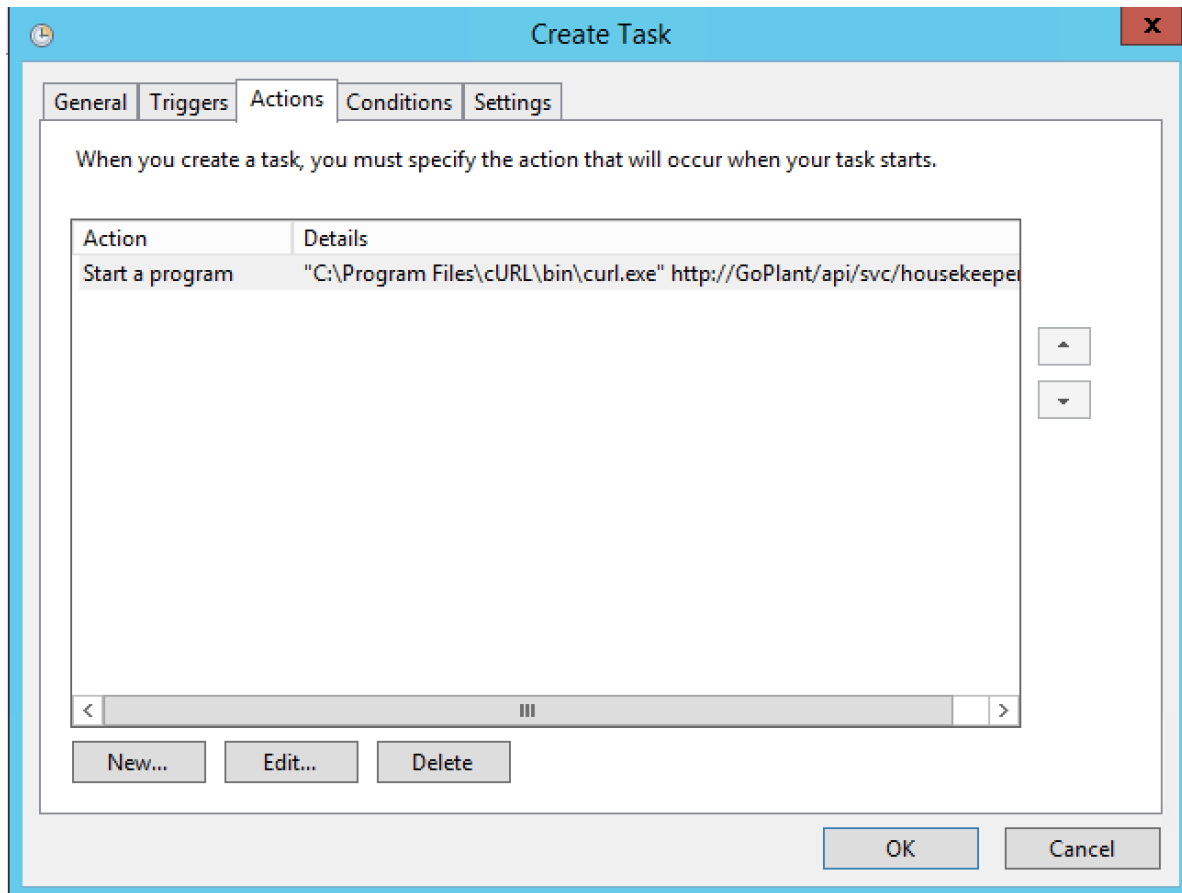 Create Task
X
General Triggers Actions Conditions Settings
When you create a task, you must specify the action that will occur when your task starts.
Action Details
Start a program "C:\Program Files\cURL\bin\curl.exe" http://GoPlant/api/svc/housekeeper
New... Edit... Delete
OK Cancel